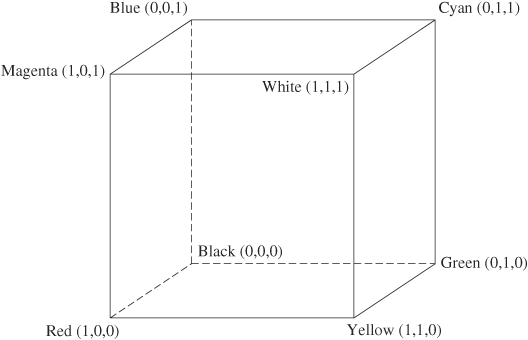 Blue (0,0,1)
Cyan (0,1,1)
Magenta (1,0,1)
White (1,1,1)
Black (0,0,0)
Green (0,1,0)
Red (1,0,0)
Yellow (1,1,0)